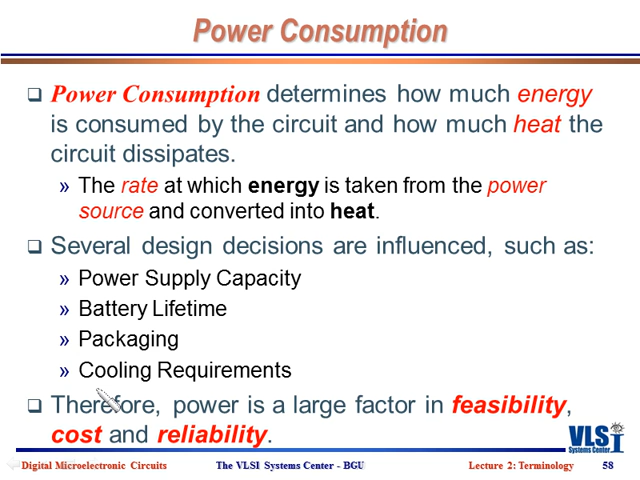 Power Consumption
❑ Power Consumption determines how much energy
is consumed by the circuit and how much heat the
circuit dissipates.
» The rate at which energy is taken from the power
source and converted into heat.
❑ Several design decisions are influenced, such as:
» Power Supply Capacity
» Battery Lifetime
» Packaging
» Cooling Requirements
❑ Therefore, power is a large factor in feasibility,
cost and reliability.
VLSI
Systems Center
Digital Microelectronic Circuits The VLSI Systems Center - BGU Lecture 2: Terminology 58